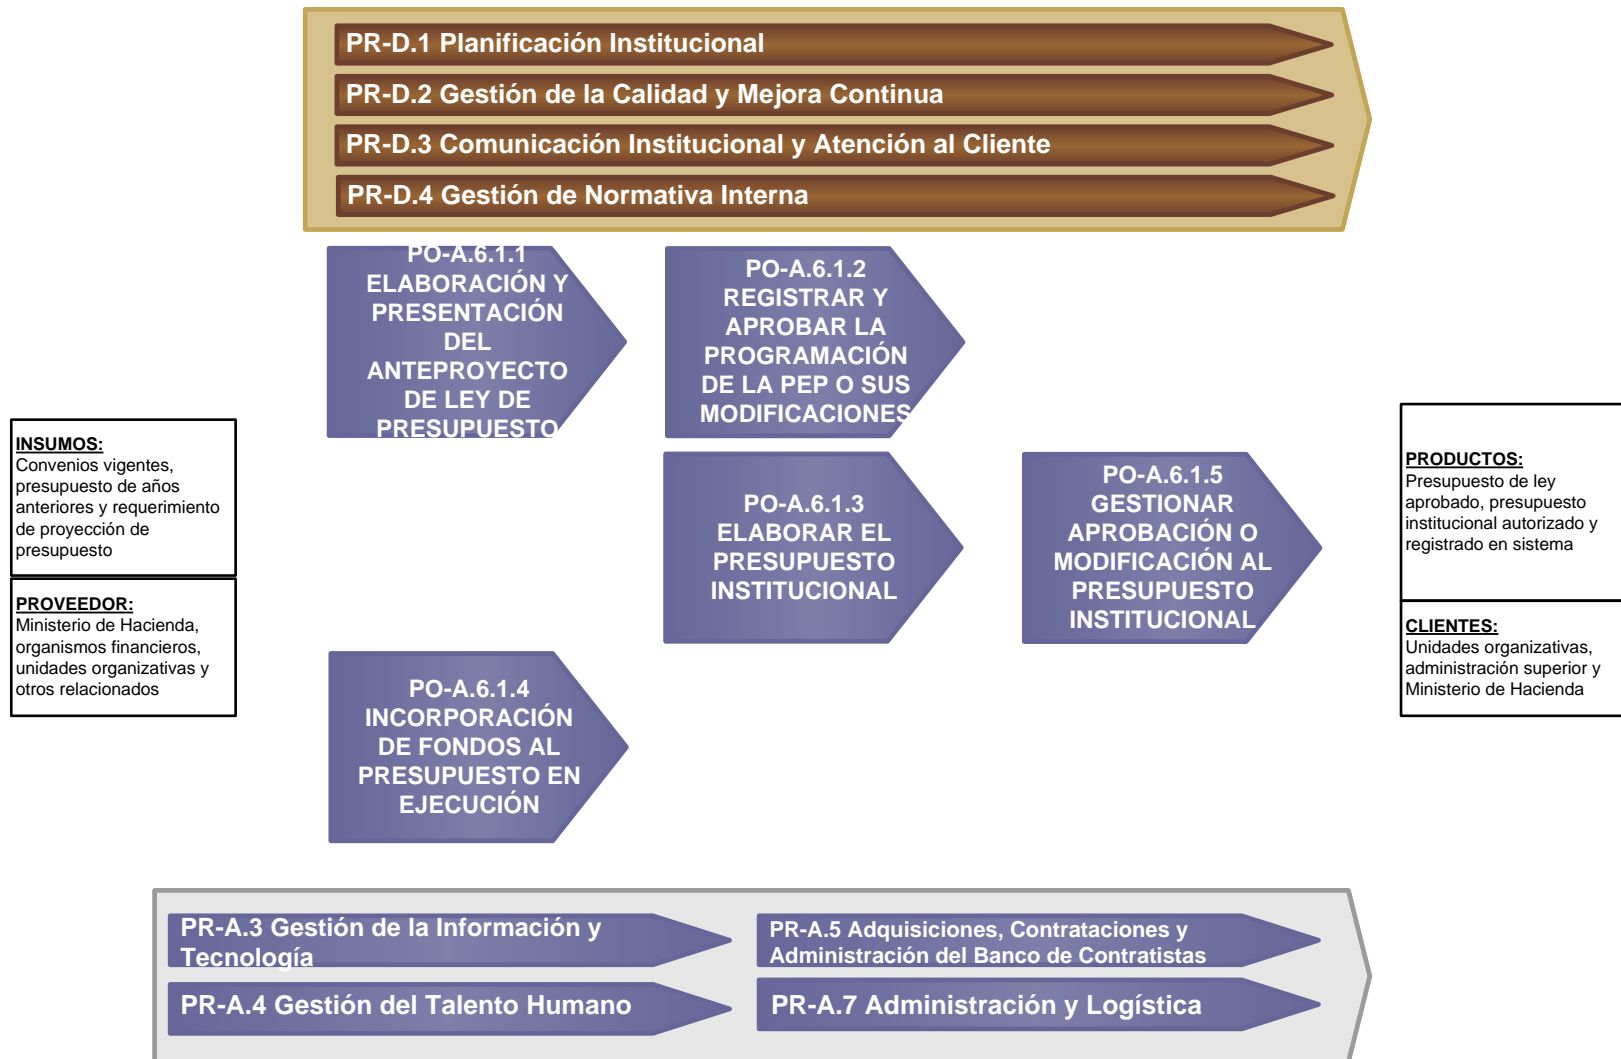 PR-D.1 Planificación Institucional
PR-D.2 Gestión de la Calidad y Mejora Continua
PR-D.3 Comunicación Institucional y Atención al Cliente
PR-D.4 Gestión de Normativa Interna
PO-A.6.1.1
ELABORACIÓN Y
PRESENTACIÓN
DEL
ANTEPROYECTO
DE LEY DE
PRESUPUESTO
PO-A.6.1.2
REGISTRAR Y
APROBAR LA
PROGRAMACIÓN
DE LA PEP O SUS
MODIFICACIONES
INSUMOS:
Convenios vigentes,
presupuesto de años
anteriores y requerimiento
de proyección de
presupuesto
PROVEEDOR:
Ministerio de Hacienda,
organismos financieros,
unidades organizativas y
otros relacionados
PO-A.6.1.3
ELABORAR EL
PRESUPUESTO
INSTITUCIONAL
PO-A.6.1.5
GESTIONAR
APROBACIÓN O
MODIFICACIÓN AL
PRESUPUESTO
INSTITUCIONAL
PRODUCTOS:
Presupuesto de ley
aprobado, presupuesto
institucional autorizado y
registrado en sistema
CLIENTES:
Unidades organizativas,
administración superior y
Ministerio de Hacienda
PO-A.6.1.4
INCORPORACIÓN
DE FONDOS AL
PRESUPUESTO EN
EJECUCIÓN
PR-A.3 Gestión de la Información y
Tecnología
PR-A.5 Adquisiciones, Contrataciones y
Administración del Banco de Contratistas
PR-A.4 Gestión del Talento Humano
PR-A.7 Administración y Logística